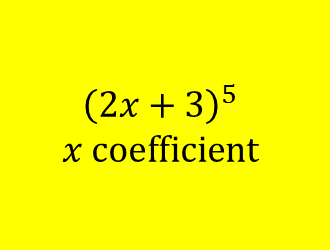 (2x + 3)⁵
x coefficient